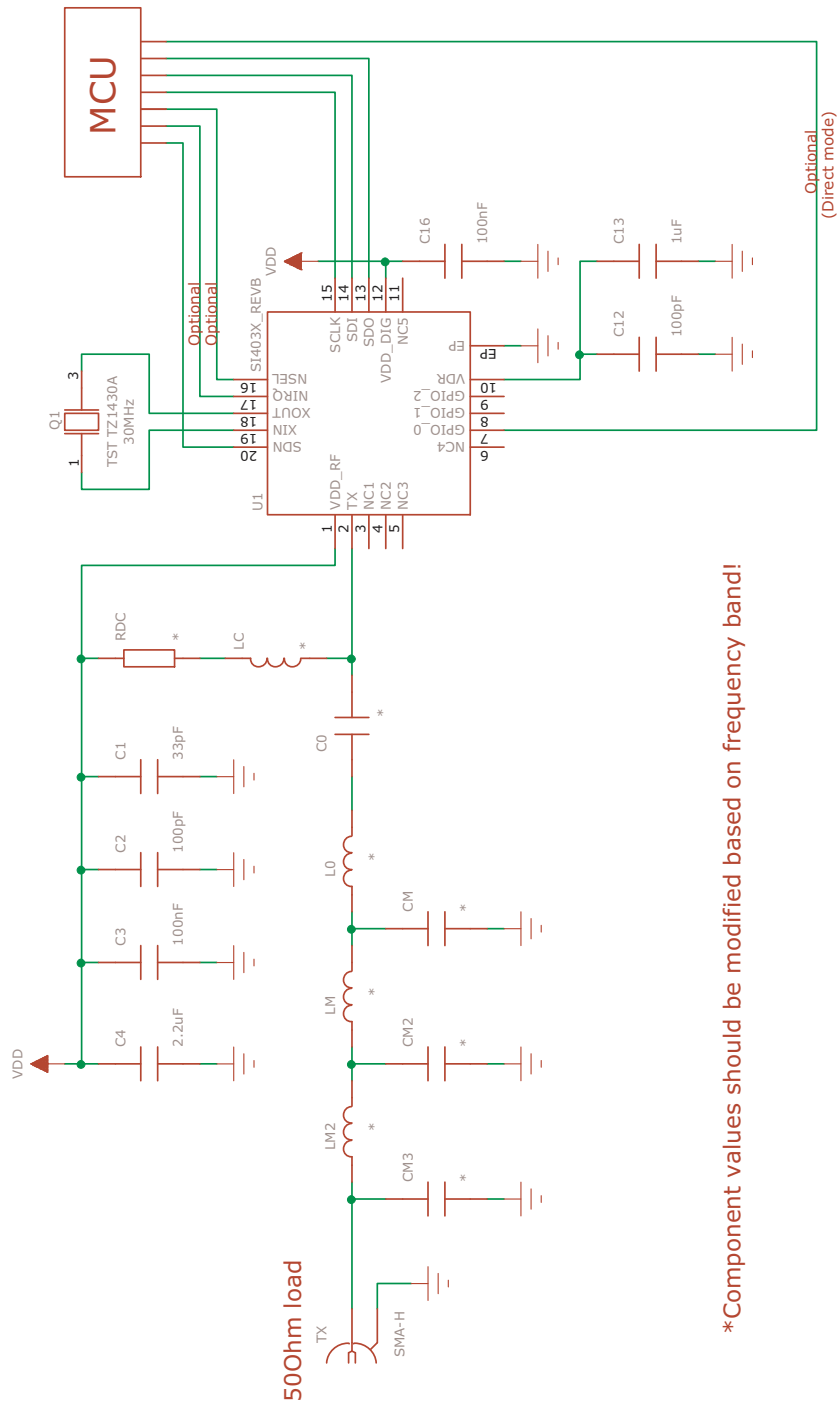 MCU
Optional
(Direct mode)
VDD
C16
100nF
C13
1uF
C12
100pF
Optional
Optional
SI403X_REVB
U1
15
14
13
12
11
SCLK
SDI
SDO
VDD_DIG
NC5
EP
EP
NSEL
NIRQ
XOUT
XIN
SDN
16
17
18
19
20
VDR
GPIO_2
GPIO_1
GPIO_0
NC4
10
9
8
7
6
VDD_RF
TX
NC1
NC2
NC3
1
2
3
4
5
Q1
3
1
TST TZ1430A
30MHz
RDC
*
LC
*
C0
*
C1
33pF
C2
100pF
C3
100nF
C4
2.2uF
VDD
L0
*
CM
*
LM
*
CM2
*
LM2
*
CM3
*
50Ohm load
TX
SMA-H
*Component values should be modified based on frequency band!